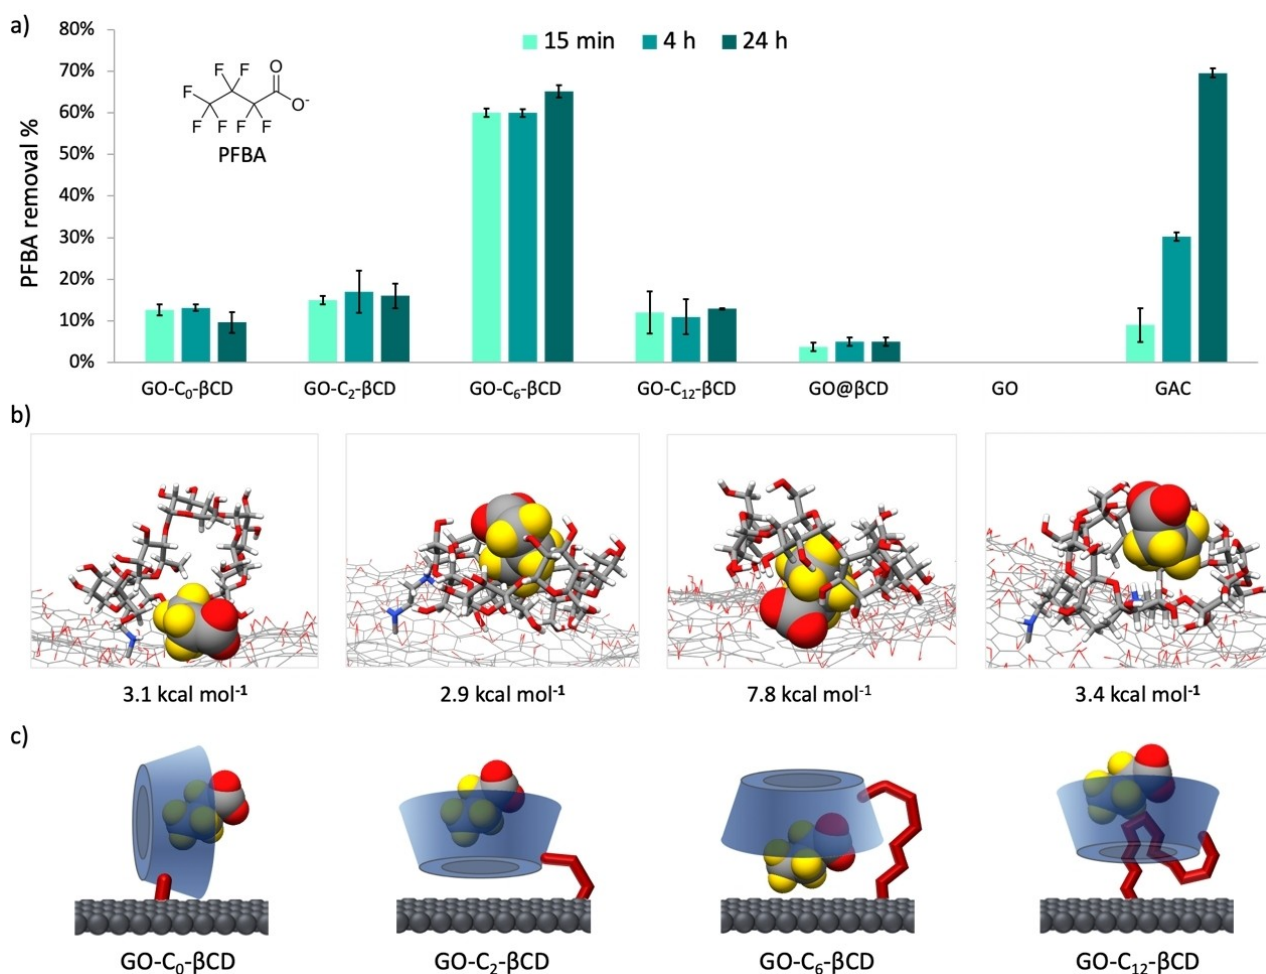 a)
80%
70%
60%
50%
40%
30%
20%
10%
0%
PFBA removal %
15 min 4 h 24 h
F F F O
F O-
F F F F
PFBA
GO-C₀-βCD GO-C₂-βCD GO-C₆-βCD GO-C₁₂-βCD GO@βCD GO GAC
b)
3.1 kcal mol⁻¹ 2.9 kcal mol⁻¹ 7.8 kcal mol⁻¹ 3.4 kcal mol⁻¹
c)
GO-C₀-βCD GO-C₂-βCD GO-C₆-βCD GO-C₁₂-βCD